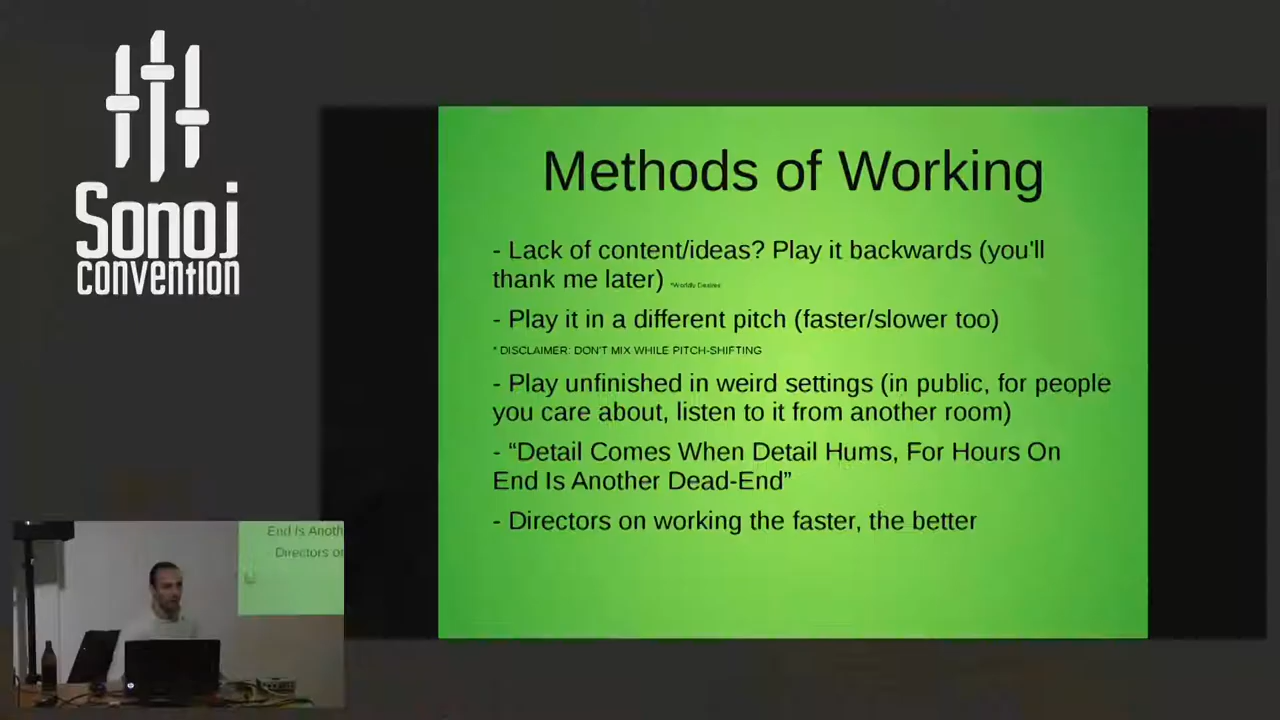 Sonoj
convention
Methods of Working
- Lack of content/ideas? Play it backwards (you'll
thank me later) *Worldly Desires
- Play it in a different pitch (faster/slower too)
* DISCLAIMER: DON'T MIX WHILE PITCH-SHIFTING
- Play unfinished in weird settings (in public, for people
you care about, listen to it from another room)
- “Detail Comes When Detail Hums, For Hours On
End Is Another Dead-End”
- Directors on working the faster, the better
End Is Anoth
Directors or